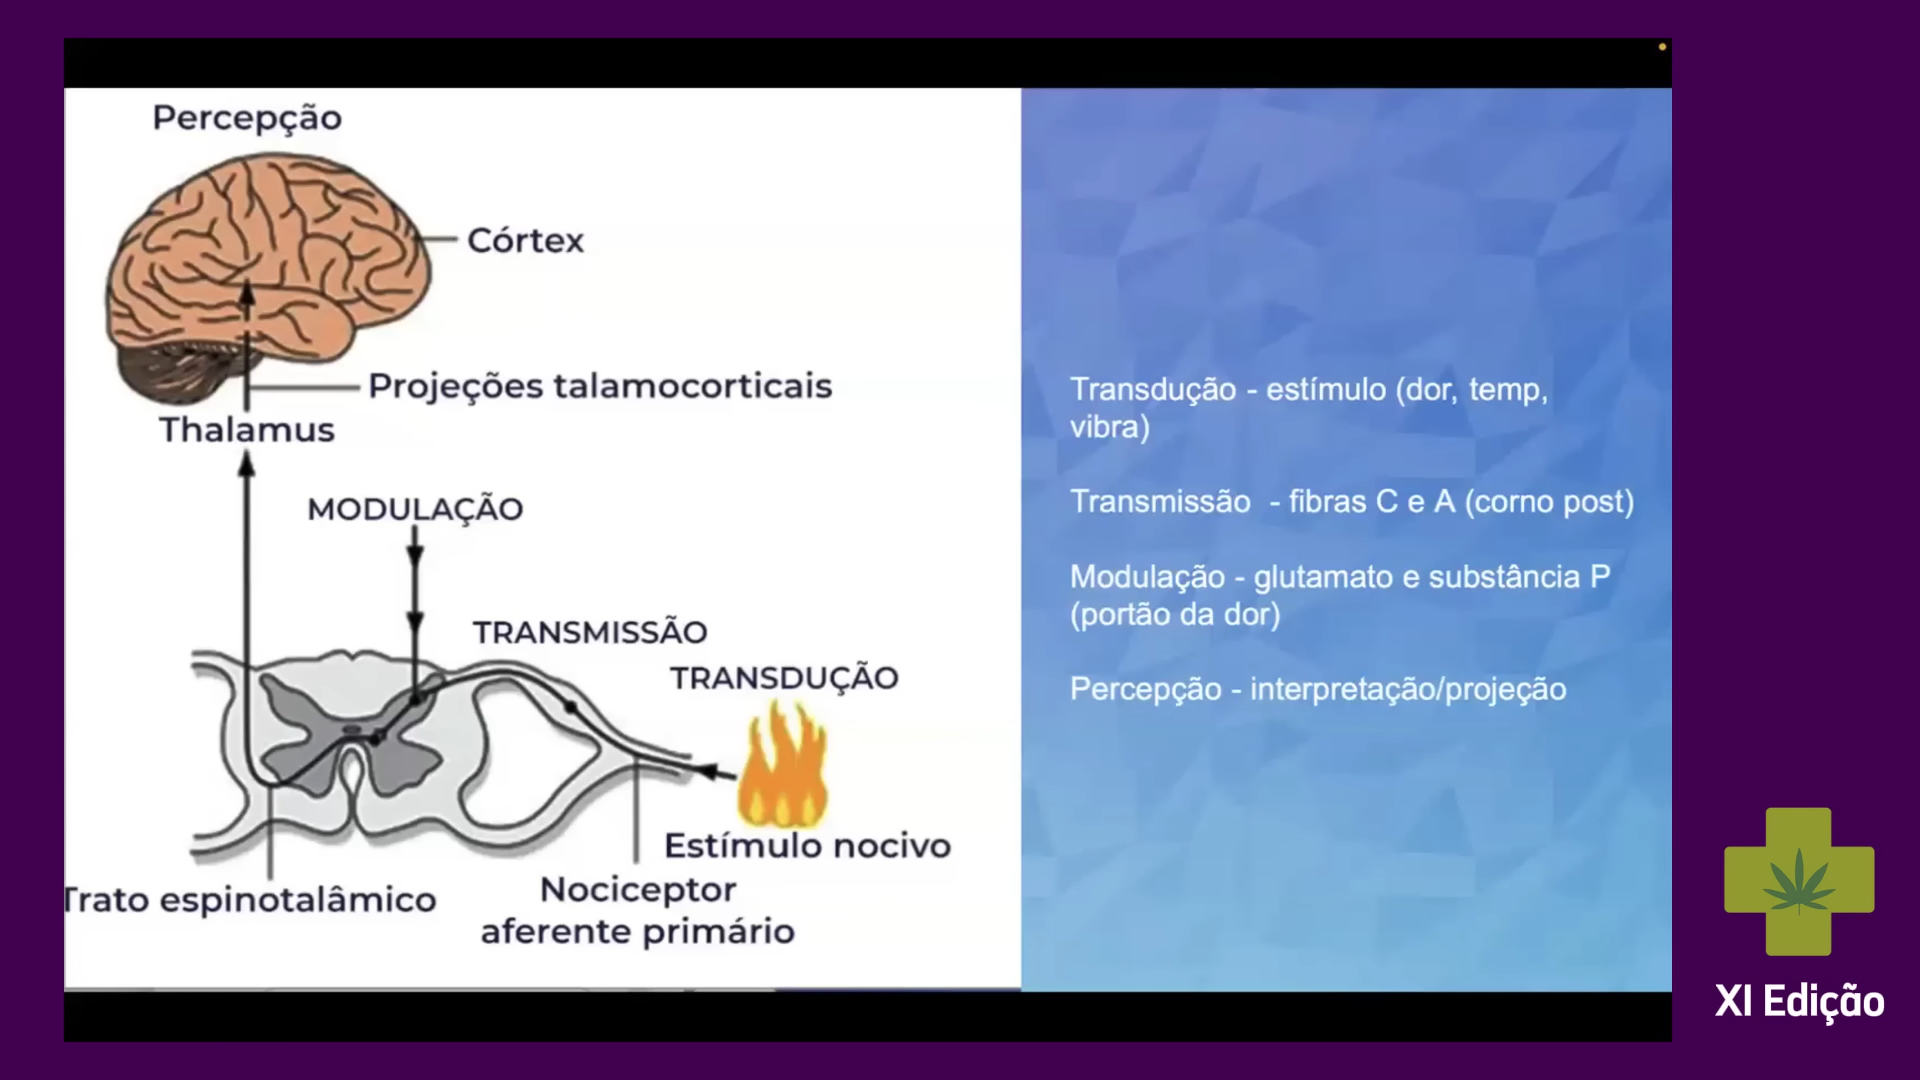 Percepção
Córtex
Projeções talamocorticais
Thalamus
MODULAÇÃO
TRANSMISSÃO
TRANSDUÇÃO
Estímulo nocivo
Nociceptor
aferente primário
Trato espinotalâmico
Transdução - estímulo (dor, temp,
vibra)
Transmissão - fibras C e A (corno post)
Modulação - glutamato e substância P
(portão da dor)
Percepção - interpretação/projeção
XI Edição